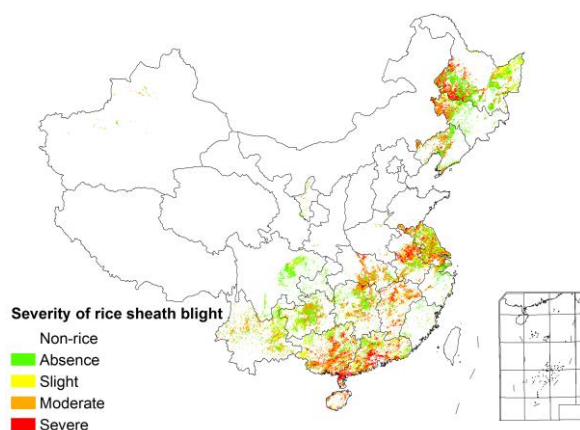 Severity of rice sheath blight
Non-rice
Absence
Slight
Moderate
Severe